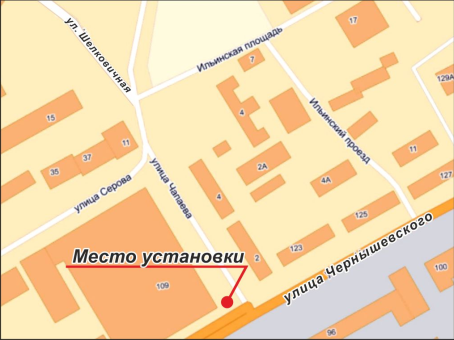 ул. Шелковичная
Ильинская площадь
17
7
129А
4
15
Ильинский проезд
11
37
35
11
2А
4А
127
улица Чапаева
улица Серова
4
125
улица Чернышевского
123
2
Место установки
100
109
96